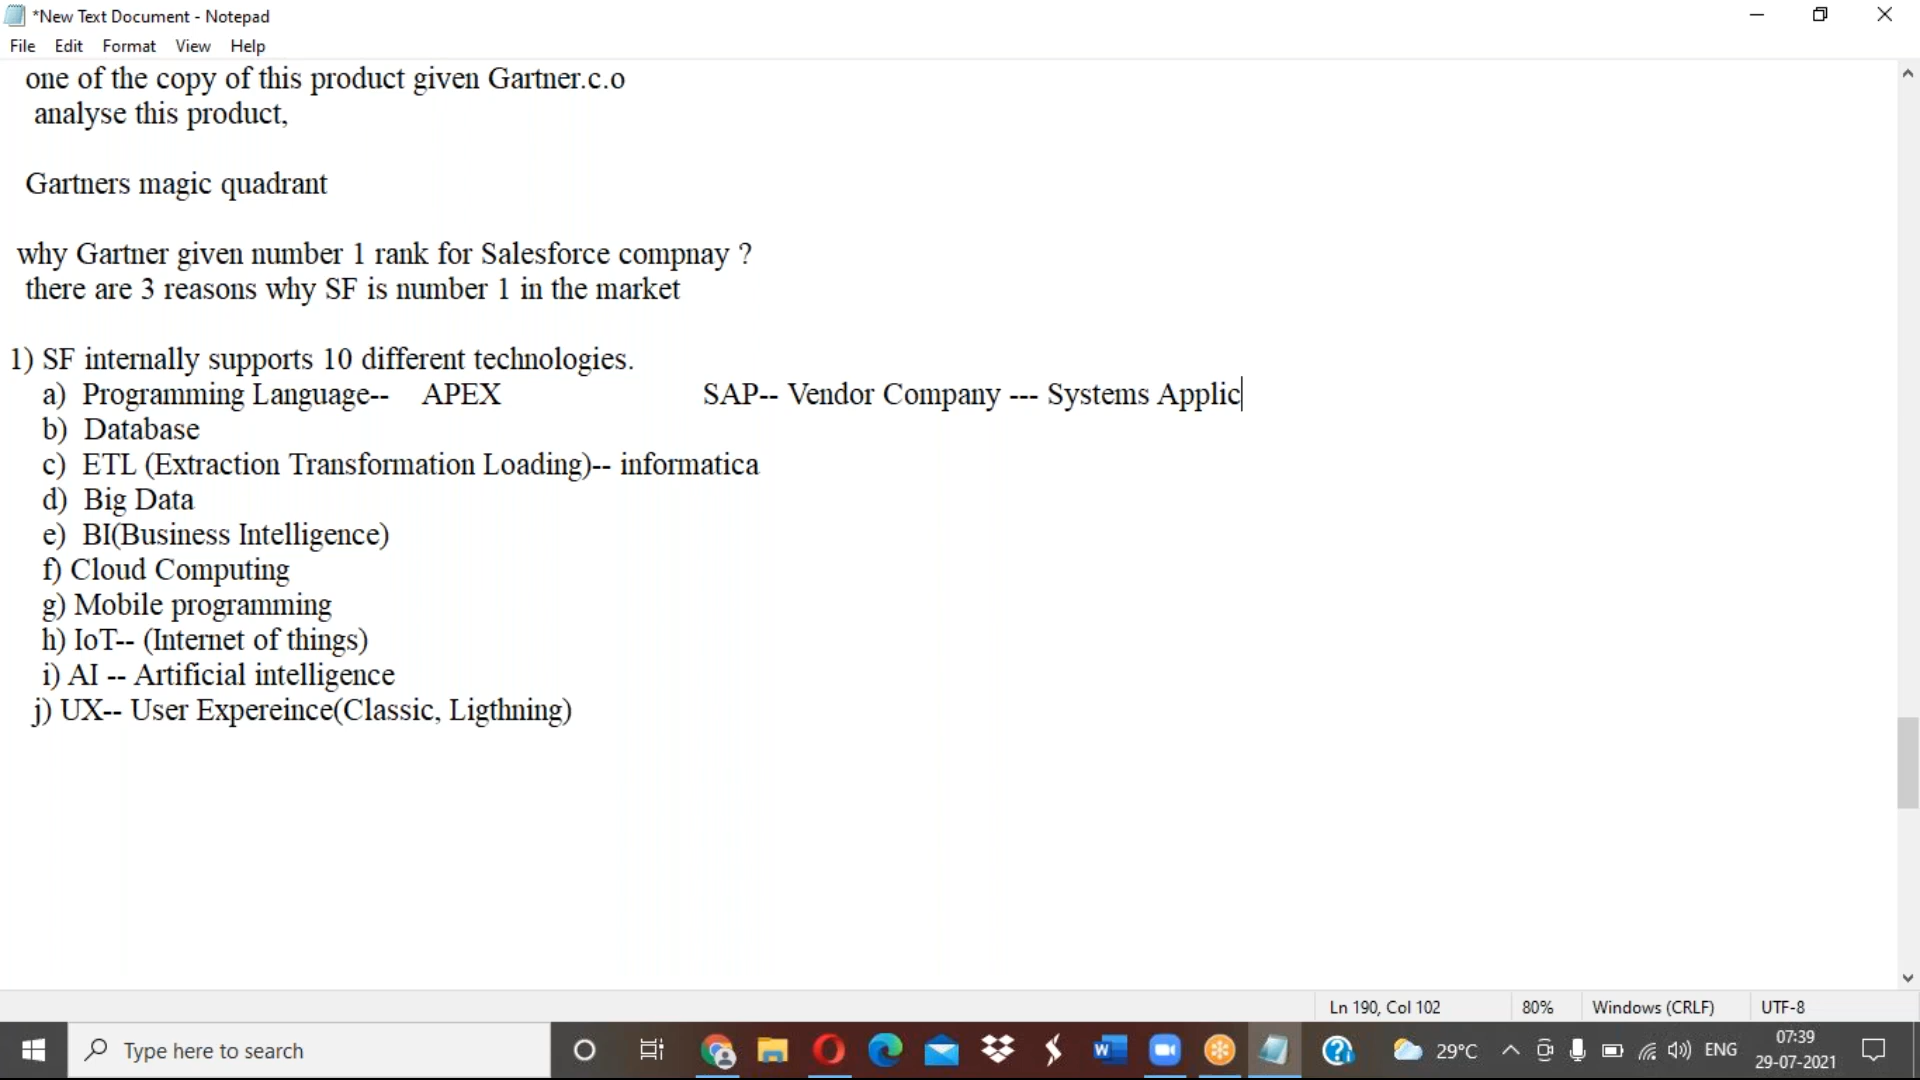 *New Text Document - Notepad
File Edit Format View Help
one of the copy of this product given Gartner.c.o
analyse this product,
Gartners magic quadrant
why Gartner given number 1 rank for Salesforce compnay ?
there are 3 reasons why SF is number 1 in the market
1) SF internally supports 10 different technologies.
a) Programming Language-- APEX SAP-- Vendor Company --- Systems Applic
b) Database
c) ETL (Extraction Transformation Loading)-- informatica
d) Big Data
e) BI(Business Intelligence)
f) Cloud Computing
g) Mobile programming
h) IoT-- (Internet of things)
i) AI -- Artificial intelligence
j) UX-- User Expereince(Classic, Ligthning)
Ln 190, Col 102 80% Windows (CRLF) UTF-8
Type here to search 29°C ENG 07:39
29-07-2021